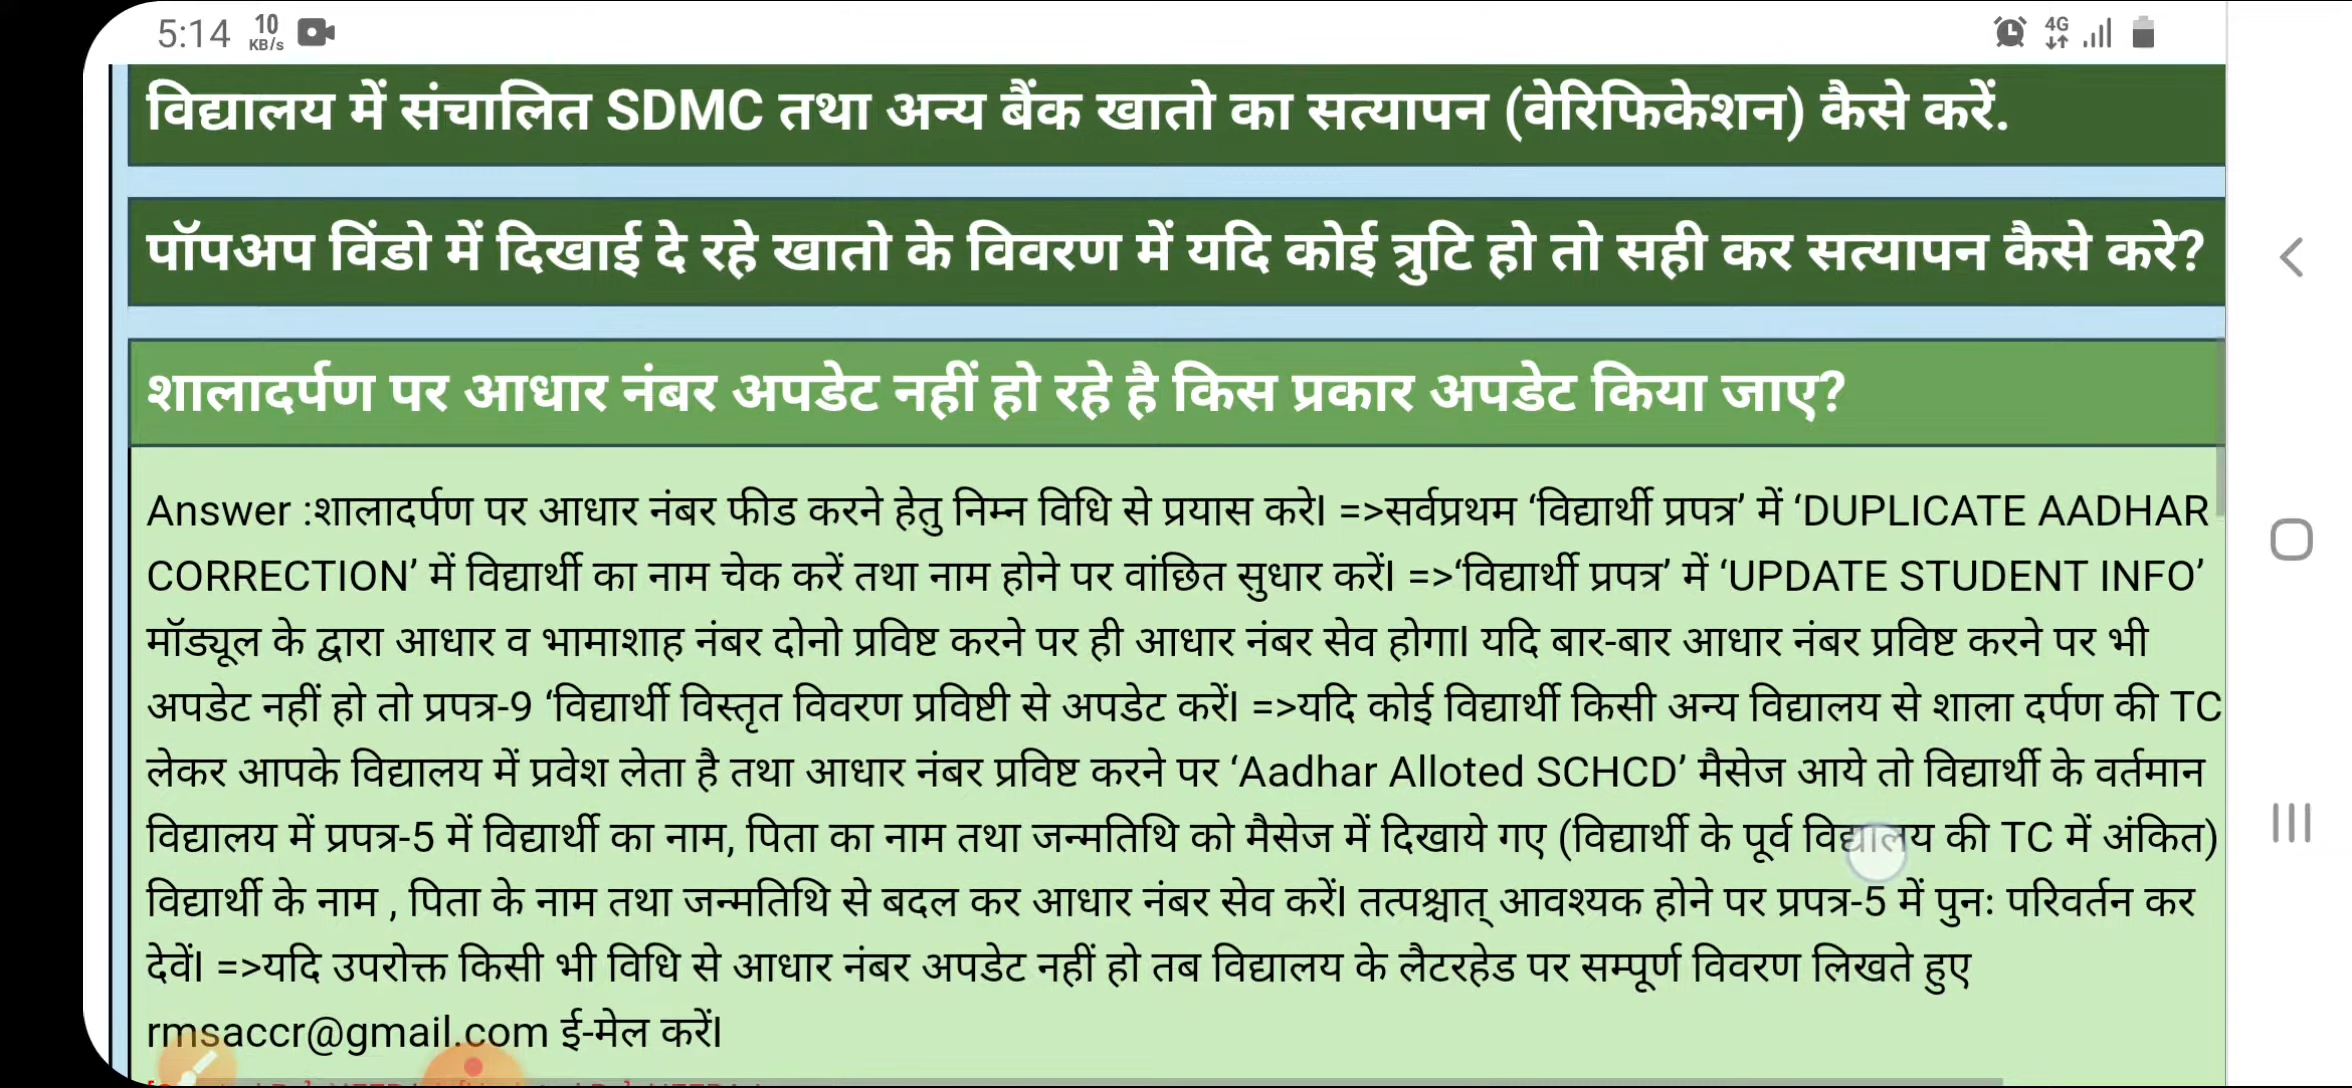 5:14 10 KB/s 4G
विद्यालय में संचालित SDMC तथा अन्य बैंक खातो का सत्यापन (वेरिफिकेशन) कैसे करें.
पॉपअप विंडो में दिखाई दे रहे खातो के विवरण में यदि कोई त्रुटि हो तो सही कर सत्यापन कैसे करे?
शालादर्पण पर आधार नंबर अपडेट नहीं हो रहे है किस प्रकार अपडेट किया जाए?
Answer :शालादर्पण पर आधार नंबर फीड करने हेतु निम्न विधि से प्रयास करे। =>सर्वप्रथम ‘विद्यार्थी प्रपत्र’ में ‘DUPLICATE AADHAR
CORRECTION’ में विद्यार्थी का नाम चेक करें तथा नाम होने पर वांछित सुधार करें। =>‘विद्यार्थी प्रपत्र’ में ‘UPDATE STUDENT INFO’
मॉड्यूल के द्वारा आधार व भामाशाह नंबर दोनो प्रविष्ट करने पर ही आधार नंबर सेव होगा। यदि बार-बार आधार नंबर प्रविष्ट करने पर भी
अपडेट नहीं हो तो प्रपत्र-9 ‘विद्यार्थी विस्तृत विवरण प्रविष्टी से अपडेट करें। =>यदि कोई विद्यार्थी किसी अन्य विद्यालय से शाला दर्पण की TC
लेकर आपके विद्यालय में प्रवेश लेता है तथा आधार नंबर प्रविष्ट करने पर ‘Aadhar Alloted SCHCD’ मैसेज आये तो विद्यार्थी के वर्तमान
विद्यालय में प्रपत्र-5 में विद्यार्थी का नाम, पिता का नाम तथा जन्मतिथि को मैसेज में दिखाये गए (विद्यार्थी के पूर्व विद्यालय की TC में अंकित)
विद्यार्थी के नाम , पिता के नाम तथा जन्मतिथि से बदल कर आधार नंबर सेव करें। तत्पश्चात् आवश्यक होने पर प्रपत्र-5 में पुनः परिवर्तन कर
देवें। =>यदि उपरोक्त किसी भी विधि से आधार नंबर अपडेट नहीं हो तब विद्यालय के लैटरहेड पर सम्पूर्ण विवरण लिखते हुए
rmsaccr@gmail.com ई-मेल करें।